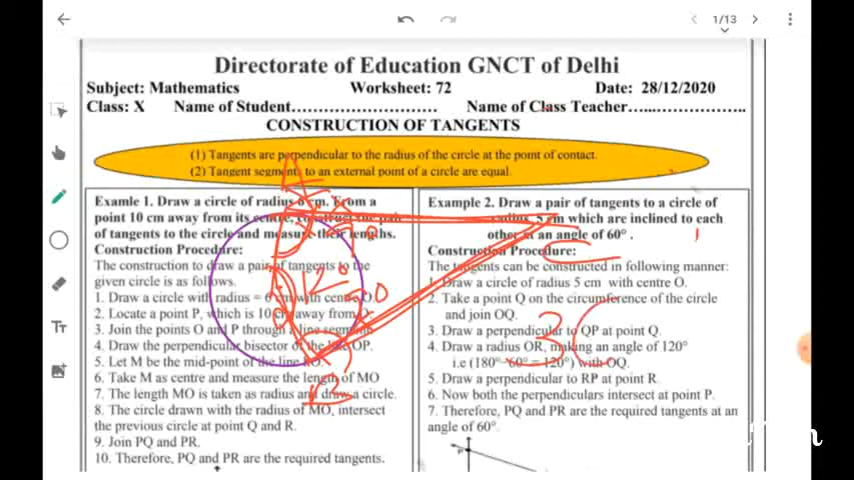 1/13
Directorate of Education GNCT of Delhi
Subject: Mathematics Worksheet: 72 Date: 28/12/2020
Class: X Name of Student................................... Name of Class Teacher..............................
CONSTRUCTION OF TANGENTS
(1) Tangents are perpendicular to the radius of the circle at the point of contact.
(2) Tangent segments to an external point of a circle are equal.
Examle 1. Draw a circle of radius 6 cm. From a
point 10 cm away from its centre, construct the pair
of tangents to the circle and measure their lengths.
Construction Procedure:
The construction to draw a pair of tangents to the
given circle is as follows.
1. Draw a circle with radius = 6 cm with centre O.
2. Locate a point P, which is 10 cm away from O.
3. Join the points O and P through a line segments
4. Draw the perpendicular bisector of the line OP.
5. Let M be the mid-point of the line PO.
6. Take M as centre and measure the length of MO
7. The length MO is taken as radius and draw a circle.
8. The circle drawn with the radius of MO, intersect
the previous circle at point Q and R.
9. Join PQ and PR.
10. Therefore, PQ and PR are the required tangents.
Example 2. Draw a pair of tangents to a circle of
radius 5 cm which are inclined to each
other at an angle of 60°.
Construction Procedure:
The tangents can be constructed in following manner:
1. Draw a circle of radius 5 cm with centre O.
2. Take a point Q on the circumference of the circle
and join OQ.
3. Draw a perpendicular to QP at point Q.
4. Draw a radius OR, making an angle of 120°
i.e (180°-60° = 120°) with OQ.
5. Draw a perpendicular to RP at point R.
6. Now both the perpendiculars intersect at point P.
7. Therefore, PQ and PR are the required tangents at an
angle of 60°.
A
B